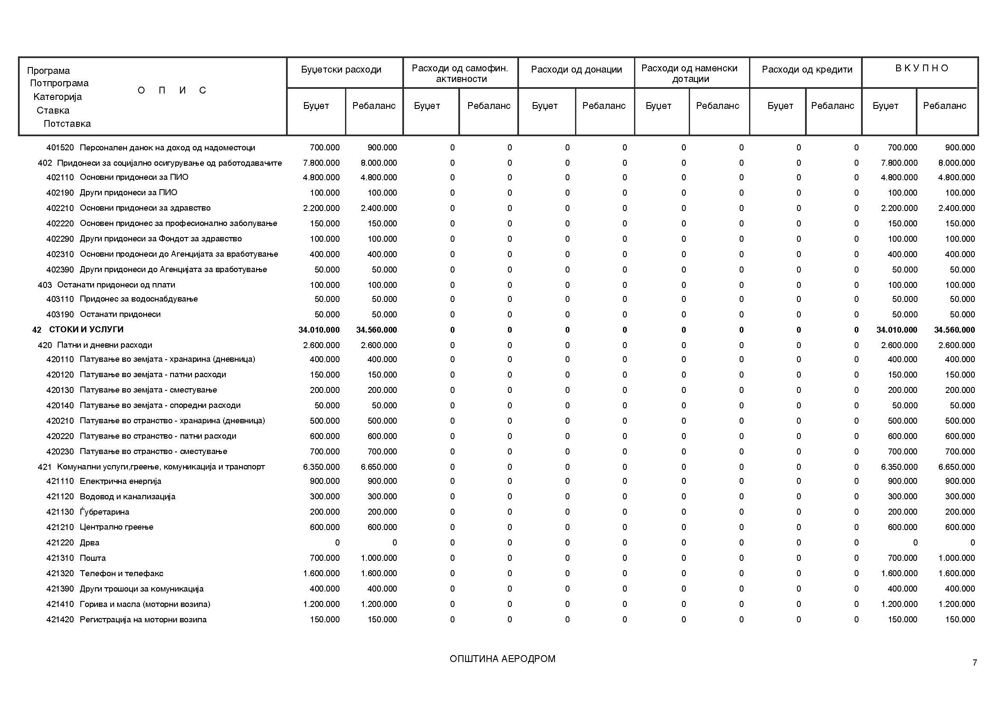 Програма
Потпрограма
Категорија
Ставка
Потставка
О П И С
Буџетски расходи
Расходи од самофин. активности
Расходи од донации
Расходи од наменски дотации
Расходи од кредити
В К У П Н О
Буџет Ребаланс Буџет Ребаланс Буџет Ребаланс Буџет Ребаланс Буџет Ребаланс Буџет Ребаланс
401520 Персонален данок на доход од надоместоци 700.000 900.000 0 0 0 0 0 0 0 0 700.000 900.000
402 Придонеси за социјално осигурување од работодавачите 7.800.000 8.000.000 0 0 0 0 0 0 0 0 7.800.000 8.000.000
402110 Основни придонеси за ПИО 4.800.000 4.800.000 0 0 0 0 0 0 0 0 4.800.000 4.800.000
402190 Други придонеси за ПИО 100.000 100.000 0 0 0 0 0 0 0 0 100.000 100.000
402210 Основни придонеси за здравство 2.200.000 2.400.000 0 0 0 0 0 0 0 0 2.200.000 2.400.000
402220 Основен придонес за професионално заболување 150.000 150.000 0 0 0 0 0 0 0 0 150.000 150.000
402290 Други придонеси за Фондот за здравство 100.000 100.000 0 0 0 0 0 0 0 0 100.000 100.000
402310 Основни продонеси до Агенцијата за вработување 400.000 400.000 0 0 0 0 0 0 0 0 400.000 400.000
402390 Други придонеси до Агенцијата за вработување 50.000 50.000 0 0 0 0 0 0 0 0 50.000 50.000
403 Останати придонеси од плати 100.000 100.000 0 0 0 0 0 0 0 0 100.000 100.000
403110 Придонес за водоснабдување 50.000 50.000 0 0 0 0 0 0 0 0 50.000 50.000
403190 Останати придонеси 50.000 50.000 0 0 0 0 0 0 0 0 50.000 50.000
42 СТОКИ И УСЛУГИ 34.010.000 34.560.000 0 0 0 0 0 0 0 0 34.010.000 34.560.000
420 Патни и дневни расходи 2.600.000 2.600.000 0 0 0 0 0 0 0 0 2.600.000 2.600.000
420110 Патување во земјата - хранарина (дневница) 400.000 400.000 0 0 0 0 0 0 0 0 400.000 400.000
420120 Патување во земјата - патни расходи 150.000 150.000 0 0 0 0 0 0 0 0 150.000 150.000
420130 Патување во земјата - сместување 200.000 200.000 0 0 0 0 0 0 0 0 200.000 200.000
420140 Патување во земјата - споредни расходи 50.000 50.000 0 0 0 0 0 0 0 0 50.000 50.000
420210 Патување во странство - хранарина (дневница) 500.000 500.000 0 0 0 0 0 0 0 0 500.000 500.000
420220 Патување во странство - патни расходи 600.000 600.000 0 0 0 0 0 0 0 0 600.000 600.000
420230 Патување во странство - сместување 700.000 700.000 0 0 0 0 0 0 0 0 700.000 700.000
421 Комунални услуги,греење, комуникација и транспорт 6.350.000 6.650.000 0 0 0 0 0 0 0 0 6.350.000 6.650.000
421110 Електрична енергија 900.000 900.000 0 0 0 0 0 0 0 0 900.000 900.000
421120 Водовод и канализација 300.000 300.000 0 0 0 0 0 0 0 0 300.000 300.000
421130 Ѓубретарина 200.000 200.000 0 0 0 0 0 0 0 0 200.000 200.000
421210 Централно греење 600.000 600.000 0 0 0 0 0 0 0 0 600.000 600.000
421220 Дрва 0 0 0 0 0 0 0 0 0 0 0 0
421310 Пошта 700.000 1.000.000 0 0 0 0 0 0 0 0 700.000 1.000.000
421320 Телефон и телефакс 1.600.000 1.600.000 0 0 0 0 0 0 0 0 1.600.000 1.600.000
421390 Други трошоци за комуникација 400.000 400.000 0 0 0 0 0 0 0 0 400.000 400.000
421410 Горива и масла (моторни возила) 1.200.000 1.200.000 0 0 0 0 0 0 0 0 1.200.000 1.200.000
421420 Регистрација на моторни возила 150.000 150.000 0 0 0 0 0 0 0 0 150.000 150.000
ОПШТИНА АЕРОДРОМ
7